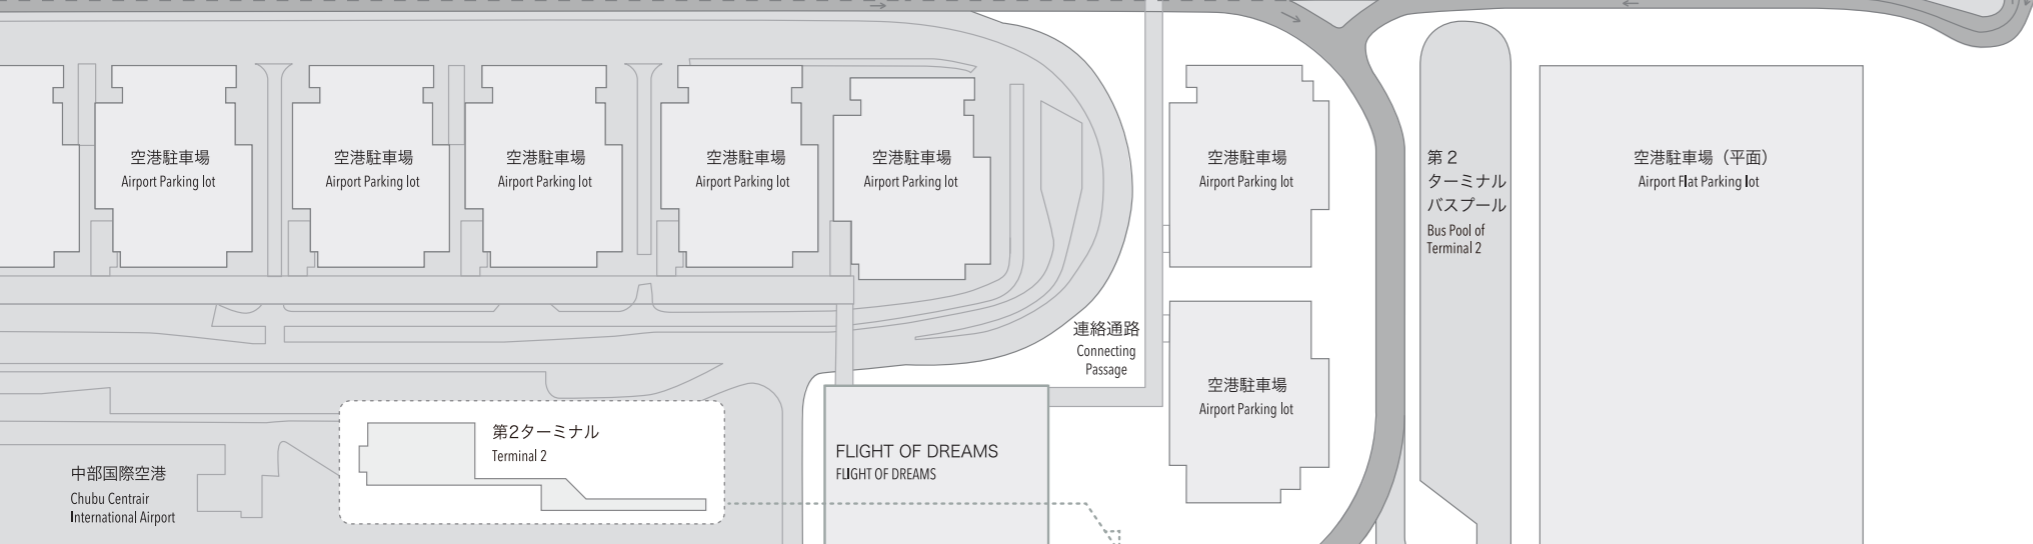 空港駐車場
Airport Parking lot
空港駐車場
Airport Parking lot
空港駐車場
Airport Parking lot
空港駐車場
Airport Parking lot
空港駐車場
Airport Parking lot
空港駐車場
Airport Parking lot
第２
ターミナル
バスプール
Bus Pool of
Terminal 2
空港駐車場（平面）
Airport Flat Parking lot
連絡通路
Connecting
Passage
空港駐車場
Airport Parking lot
第2ターミナル
Terminal 2
FLIGHT OF DREAMS
FLIGHT OF DREAMS
中部国際空港
Chubu Centrair
International Airport